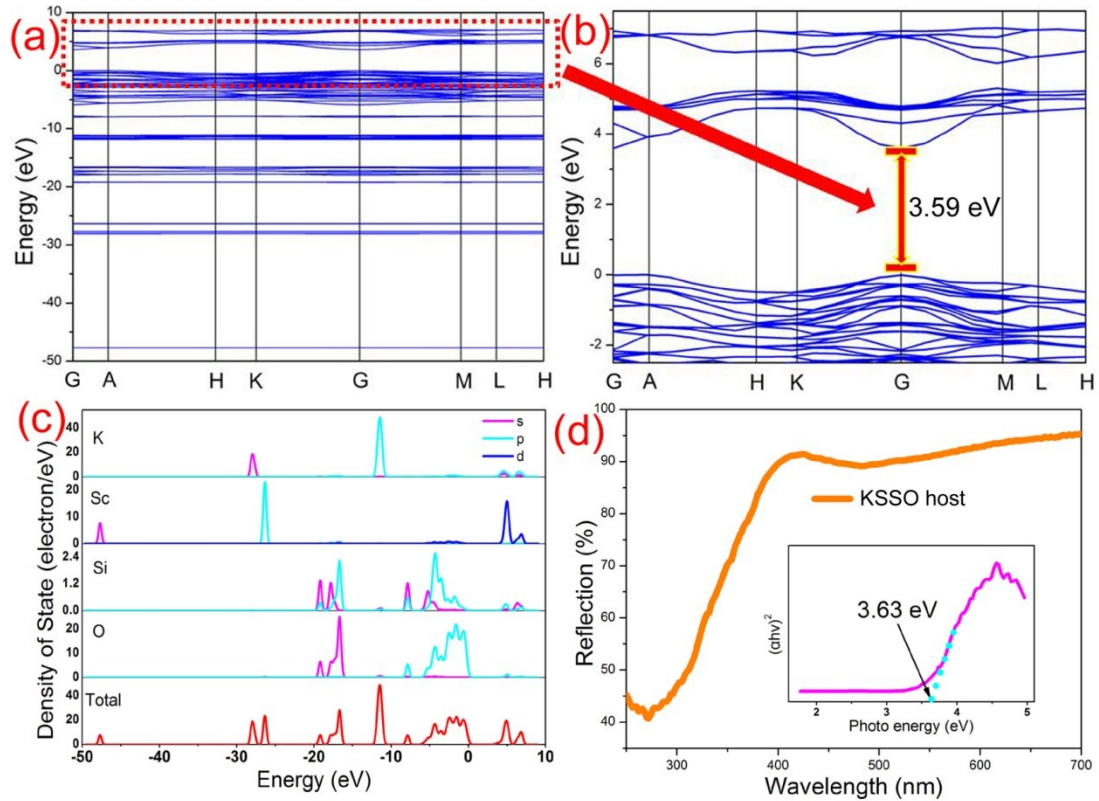 (a)
Energy (eV)
10
0
-10
-20
-30
-40
-50
G A H K G M L H
(b)
Energy (eV)
6
4
2
0
-2
3.59 eV
G A H K G M L H
(c)
Density of State (electron/eV)
K
40
20
0
s
p
d
Sc
20
10
0
Si
2.4
1.2
0.0
O
20
10
0
Total
40
20
0
-50 -40 -30 -20 -10 0 10
Energy (eV)
(d)
Reflection (%)
100
90
80
70
60
50
40
KSSO host
3.63 eV
(αhν)²
2 3 4 5
Photo energy (eV)
300 400 500 600 700
Wavelength (nm)